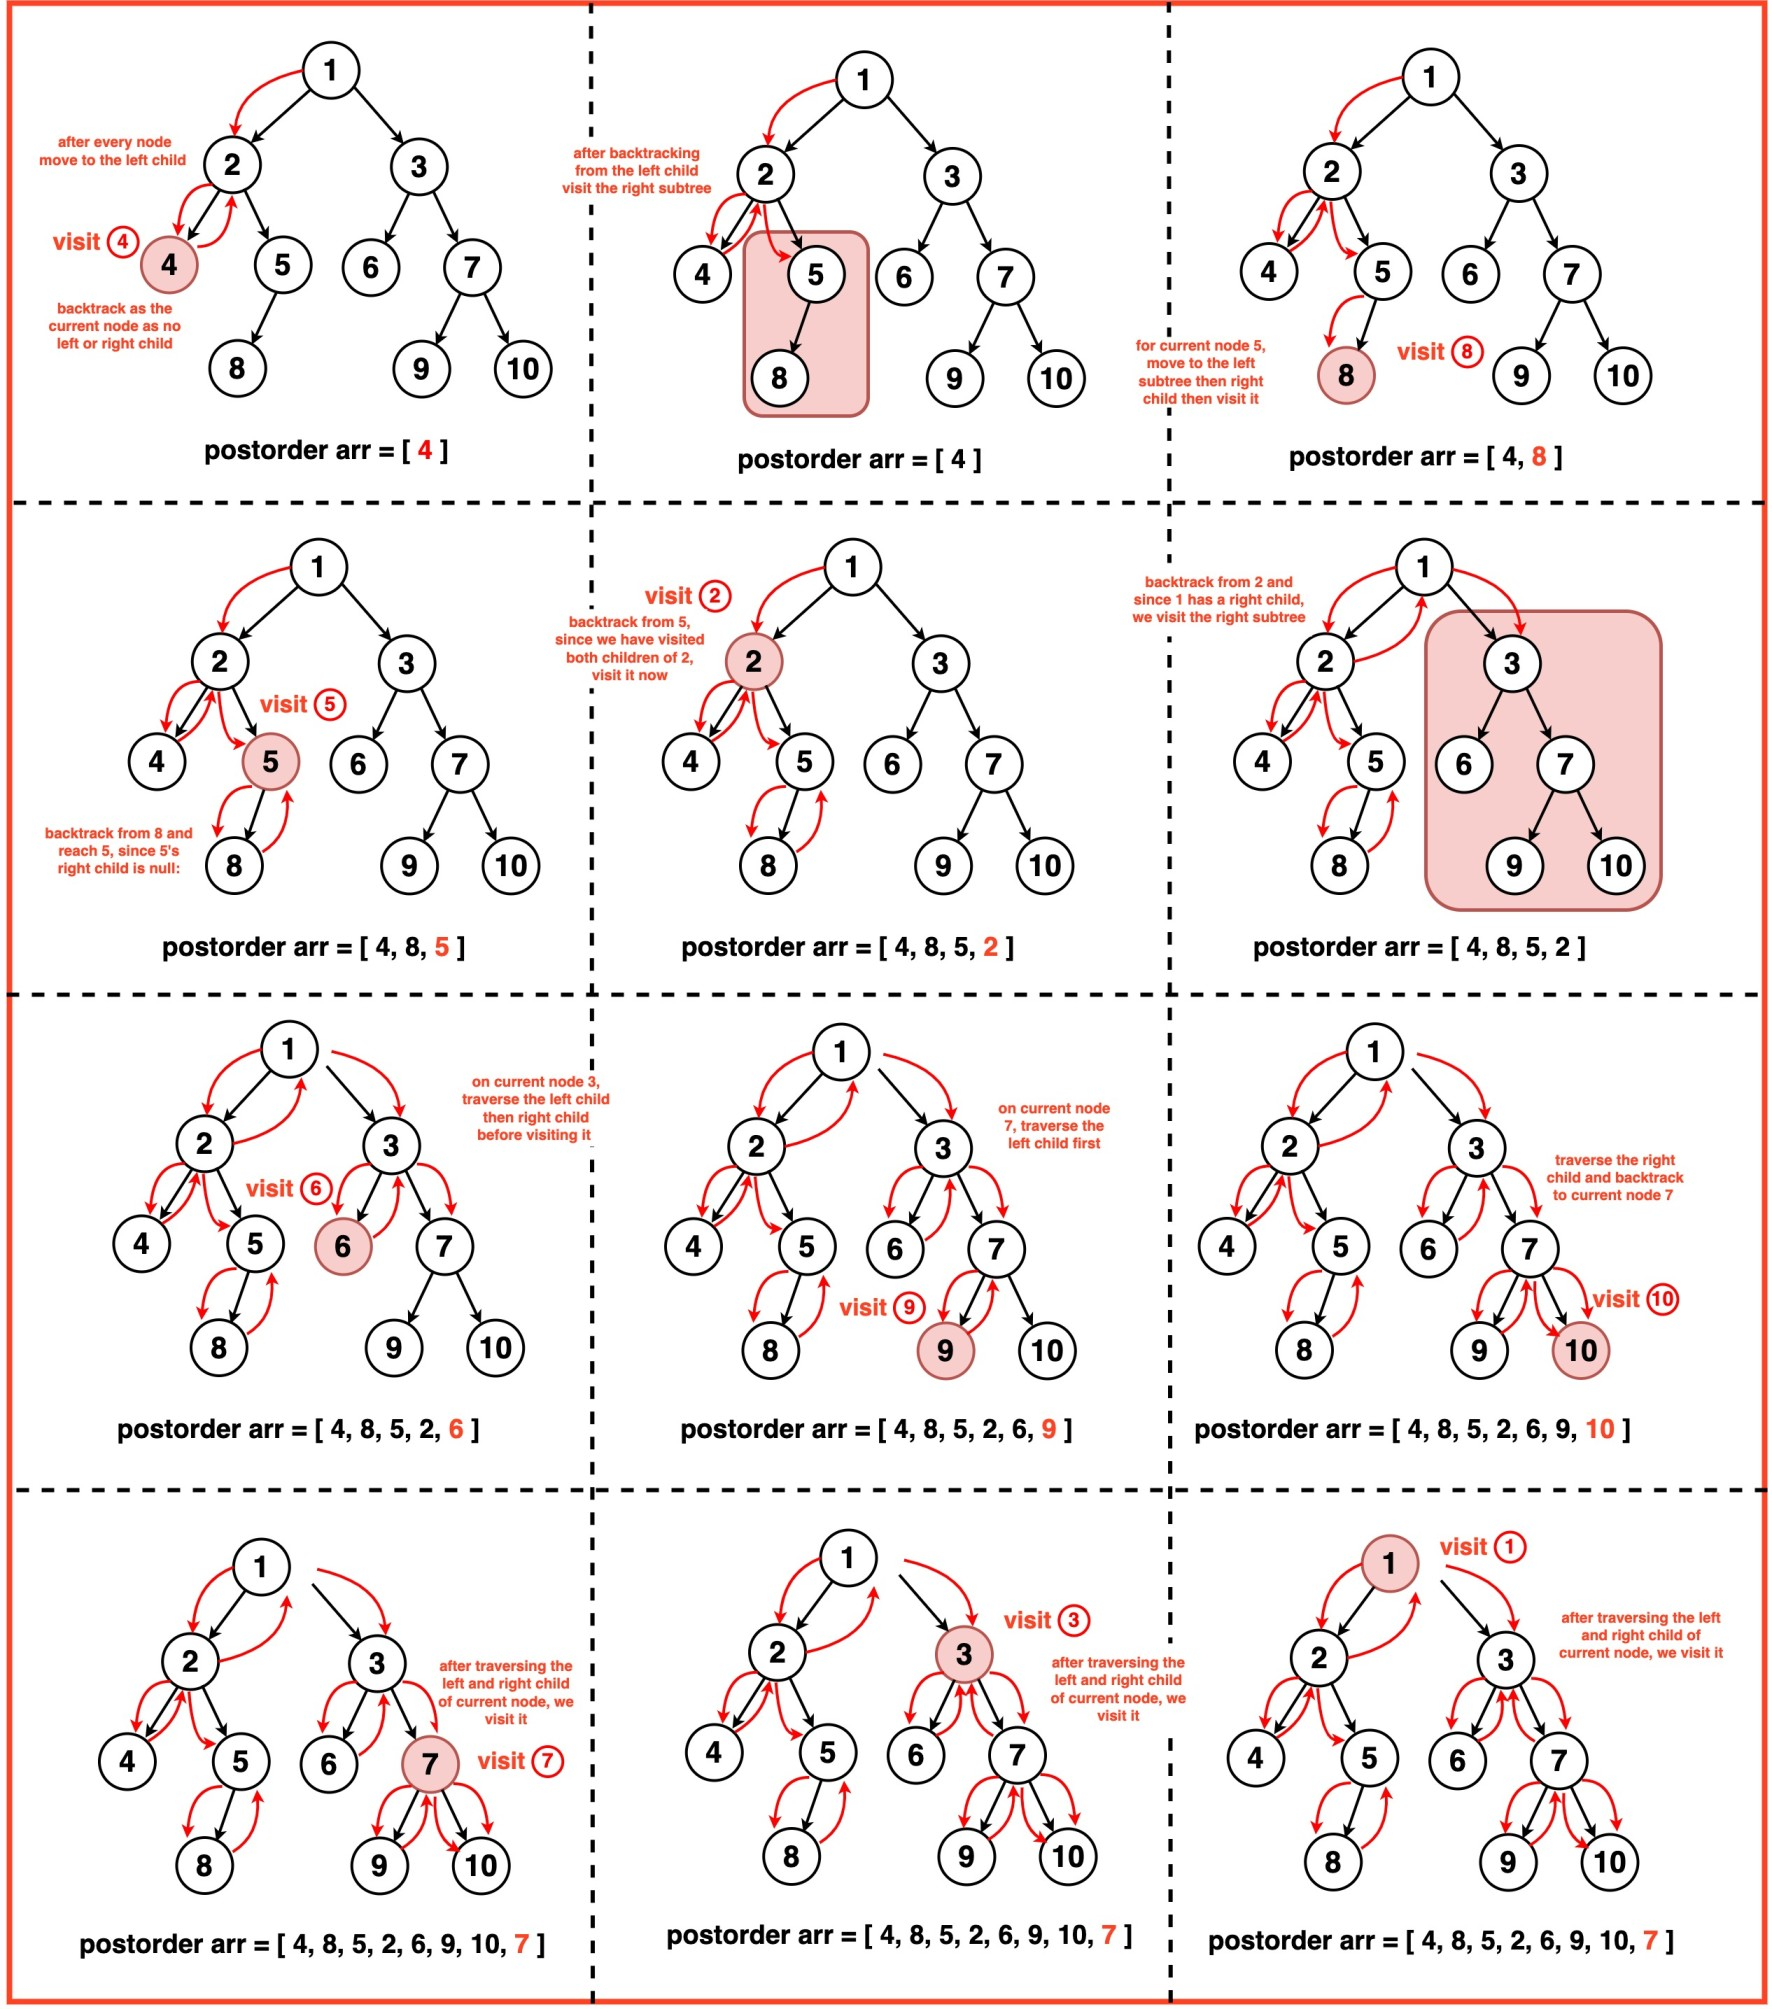 1
after every node
move to the left child
2
3
visit 4
4
5
6
7
backtrack as the
current node as no
left or right child
8
9
10
postorder arr = [ 4 ]
1
after backtracking
from the left child
visit the right subtree
2
3
4
5
6
7
8
9
10
postorder arr = [ 4 ]
1
2
3
4
5
6
7
for current node 5,
move to the left
subtree then right
child then visit it
visit 8
8
9
10
postorder arr = [ 4, 8 ]
1
2
3
visit 5
4
5
6
7
backtrack from 8 and
reach 5, since 5's
right child is null:
8
9
10
postorder arr = [ 4, 8, 5 ]
1
visit 2
backtrack from 5,
since we have visited
both children of 2,
visit it now
2
3
4
5
6
7
8
9
10
postorder arr = [ 4, 8, 5, 2 ]
1
backtrack from 2 and
since 1 has a right child,
we visit the right subtree
2
3
4
5
6
7
8
9
10
postorder arr = [ 4, 8, 5, 2 ]
1
on current node 3,
traverse the left child
then right child
before visiting it
2
3
visit 6
4
5
6
7
8
9
10
postorder arr = [ 4, 8, 5, 2, 6 ]
1
on current node
7, traverse the
left child first
2
3
4
5
6
7
visit 9
8
9
10
postorder arr = [ 4, 8, 5, 2, 6, 9 ]
1
2
3
traverse the right
child and backtrack
to current node 7
4
5
6
7
visit 10
8
9
10
postorder arr = [ 4, 8, 5, 2, 6, 9, 10 ]
1
2
3
after traversing the
left and right child
of current node, we
visit it
4
5
6
7
visit 7
8
9
10
postorder arr = [ 4, 8, 5, 2, 6, 9, 10, 7 ]
1
visit 3
2
3
after traversing the
left and right child
of current node, we
visit it
4
5
6
7
8
9
10
postorder arr = [ 4, 8, 5, 2, 6, 9, 10, 7 ]
1
visit 1
after traversing the left
and right child of
current node, we visit it
2
3
4
5
6
7
8
9
10
postorder arr = [ 4, 8, 5, 2, 6, 9, 10, 7 ]